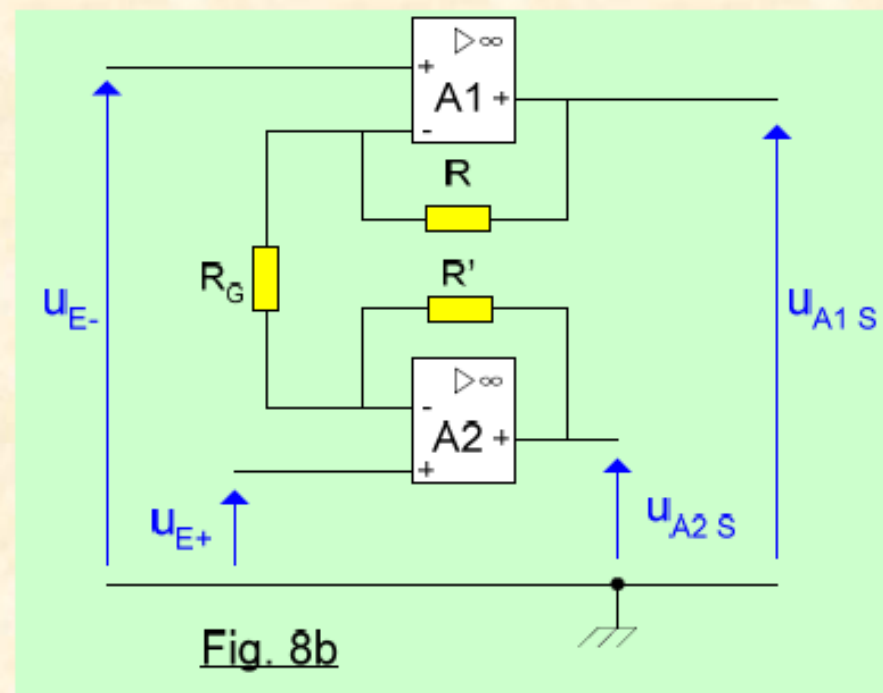 ▷∞
+
A1 +
-
R
R_G
R'
u_E-
u_A1 S
▷∞
-
A2 +
+
u_E+
u_A2 S
Fig. 8b